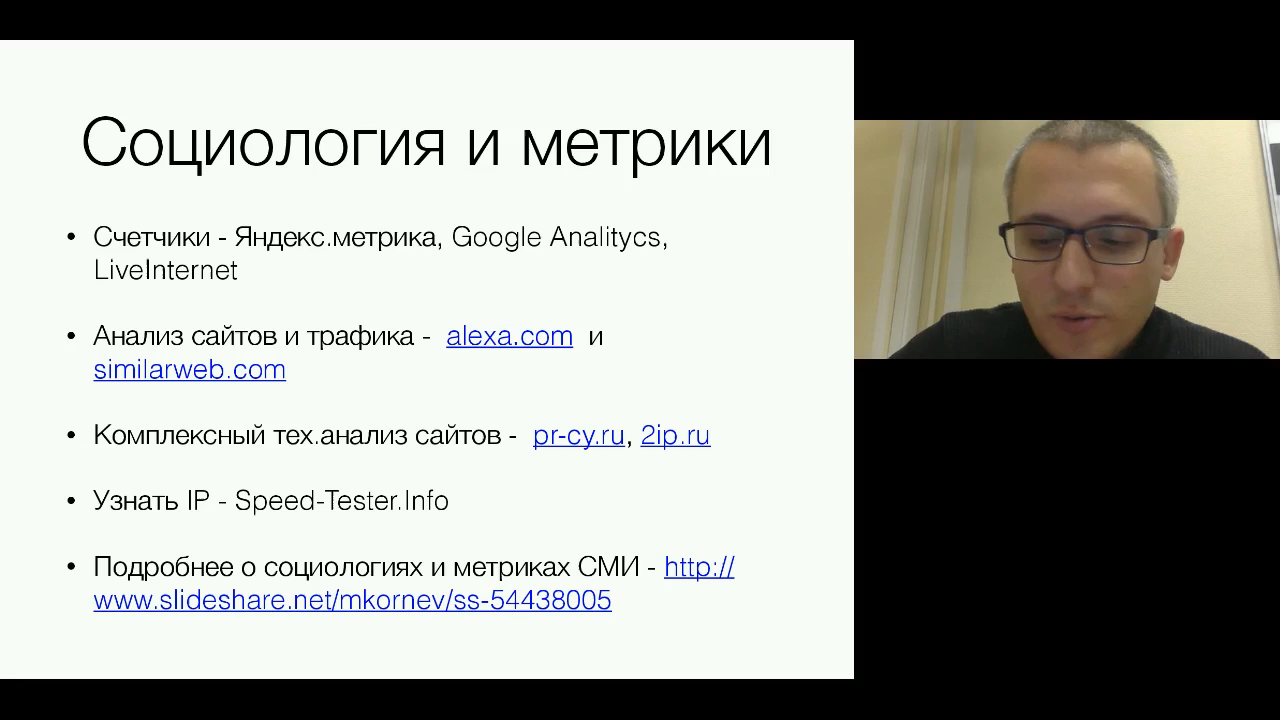 Социология и метрики
• Счетчики - Яндекс.метрика, Google Analitycs,
LiveInternet
• Анализ сайтов и трафика - alexa.com и
similarweb.com
• Комплексный тех.анализ сайтов - pr-cy.ru, 2ip.ru
• Узнать IP - Speed-Tester.Info
• Подробнее о социологиях и метриках СМИ - http://
www.slideshare.net/mkornev/ss-54438005